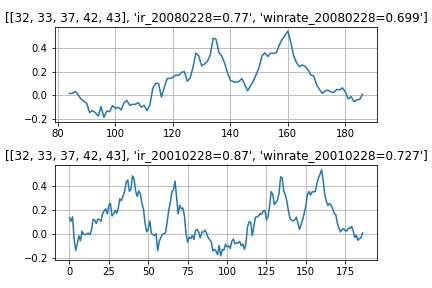 [[32, 33, 37, 42, 43], 'ir_20080228=0.77', 'winrate_20080228=0.699']
0.4
0.2
0.0
−0.2
80 100 120 140 160 180
[[32, 33, 37, 42, 43], 'ir_20010228=0.87', 'winrate_20010228=0.727']
0.4
0.2
0.0
−0.2
0 25 50 75 100 125 150 175